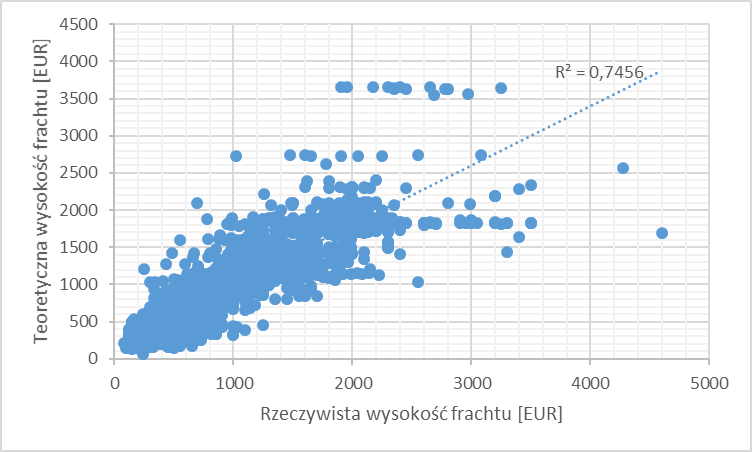 4500
4000
3500
3000
2500
2000
1500
1000
500
0
Teoretyczna wysokość frachtu [EUR]
R² = 0,7456
0 1000 2000 3000 4000 5000
Rzeczywista wysokość frachtu [EUR]